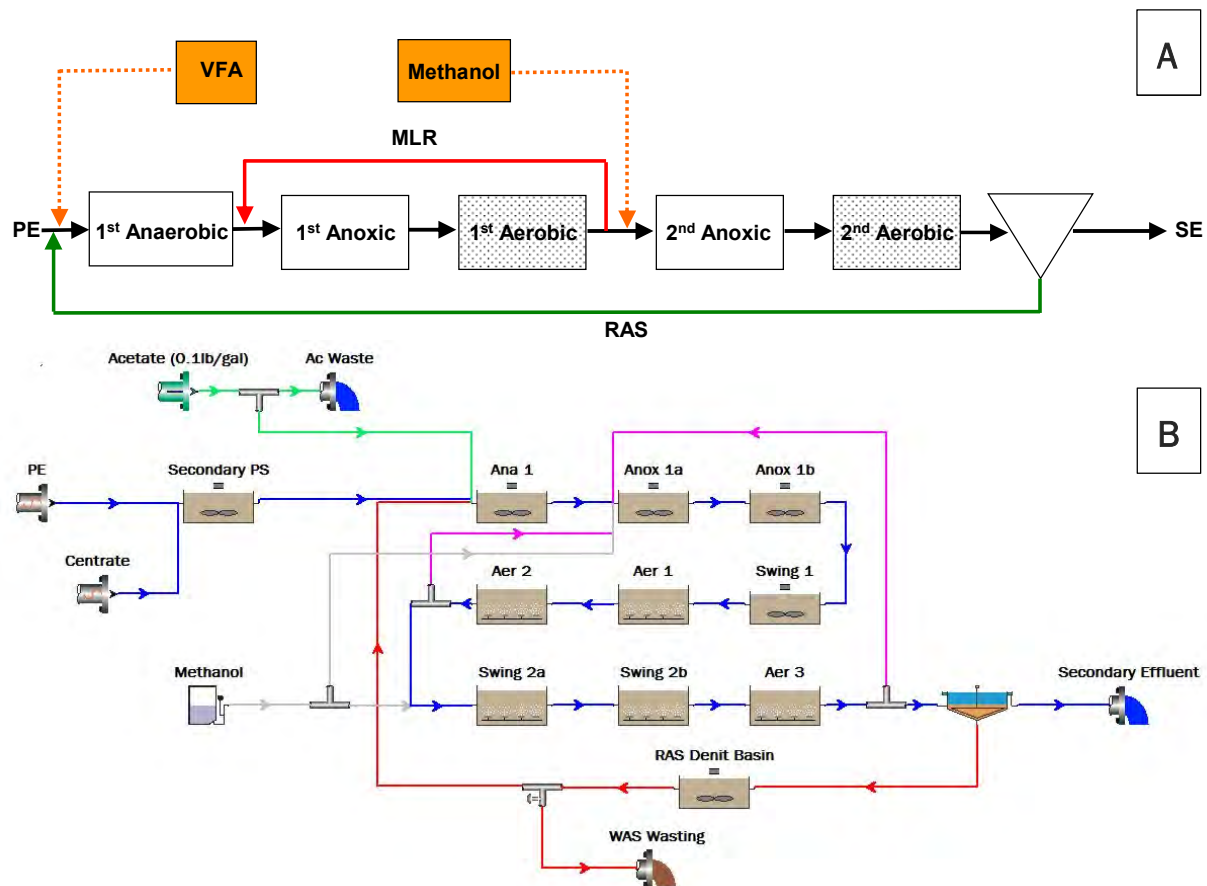 A
VFA
Methanol
MLR
PE
1st Anaerobic
1st Anoxic
1st Aerobic
2nd Anoxic
2nd Aerobic
SE
RAS
Acetate (0.1lb/gal)
Ac Waste
B
PE
Secondary PS
Ana 1
Anox 1a
Anox 1b
Centrate
Aer 2
Aer 1
Swing 1
Methanol
Swing 2a
Swing 2b
Aer 3
Secondary Effluent
RAS Denit Basin
WAS Wasting